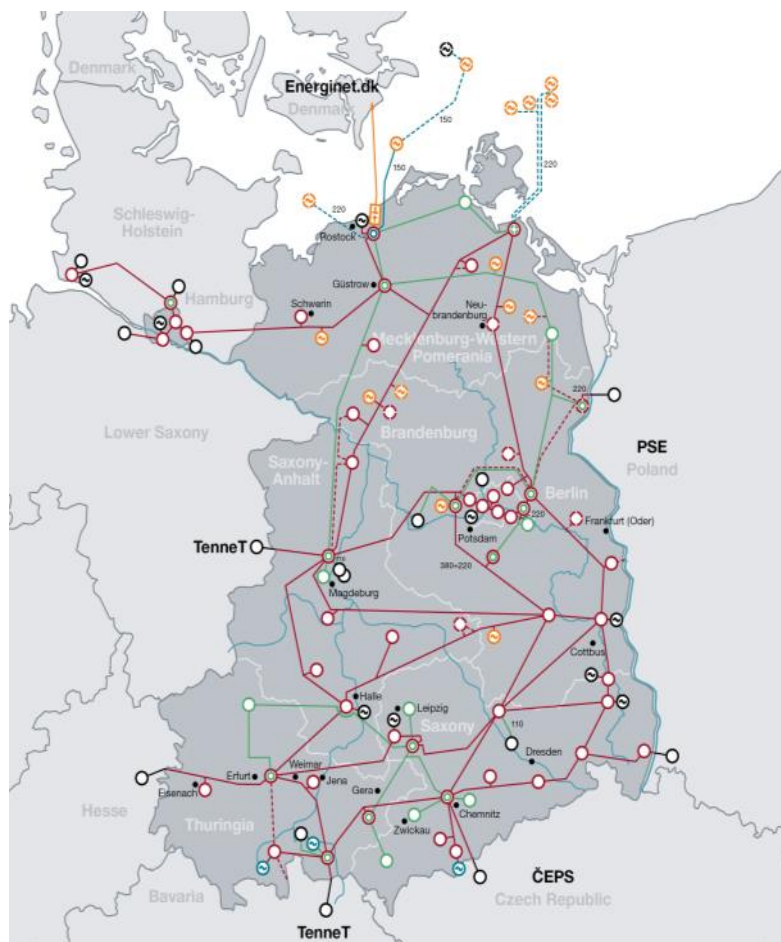 Denmark
Energinet.dk
Denmark
150
150
220
220
Schleswig-
Holstein
Rostock
Güstrow
Hamburg
Schwerin
Neu-
brandenburg
Mecklenburg-Western
Pomerania
220
Lower Saxony
Brandenburg
PSE
Poland
Saxony-
Anhalt
Berlin
220
Frankfurt (Oder)
Potsdam
TenneT
380+220
Magdeburg
Cottbus
Halle
Leipzig
Saxony
110
Dresden
Weimar
Erfurt
Jena
Gera
Eisenach
Chemnitz
Hesse
Thuringia
Zwickau
ČEPS
Czech Republic
Bavaria
TenneT